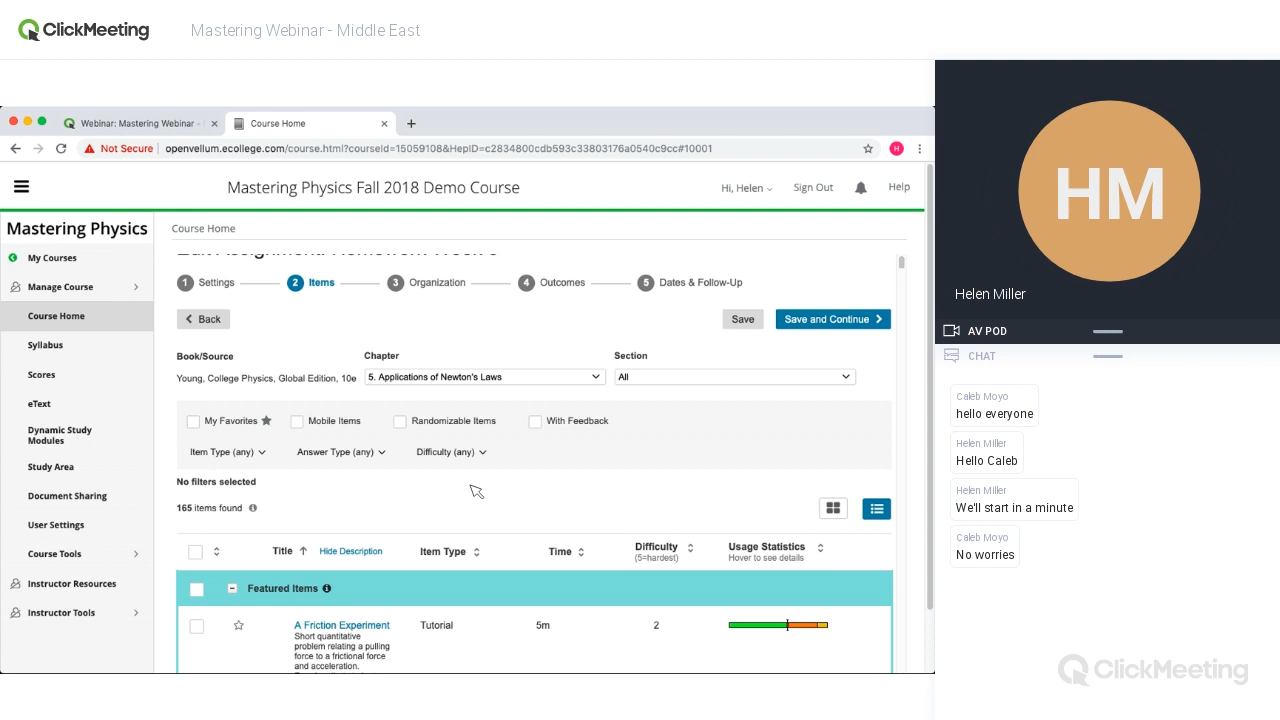 ClickMeeting
Mastering Webinar - Middle East
Webinar: Mastering Webinar -
Course Home
Not Secure
openvellum.ecollege.com/course.html?courseId=15059108&HepID=c2834800cdb593c33803176a0540c9cc#10001
H
Mastering Physics Fall 2018 Demo Course
Hi, Helen
Sign Out
Help
Mastering Physics
My Courses
Manage Course
Course Home
Syllabus
Scores
eText
Dynamic Study
Modules
Study Area
Document Sharing
User Settings
Course Tools
Instructor Resources
Instructor Tools
Course Home
1 Settings
2 Items
3 Organization
4 Outcomes
5 Dates & Follow-Up
Back
Save
Save and Continue
Book/Source
Chapter
Section
Young, College Physics, Global Edition, 10e
5. Applications of Newton's Laws
All
My Favorites
Mobile Items
Randomizable Items
With Feedback
Item Type (any)
Answer Type (any)
Difficulty (any)
No filters selected
165 items found
Title
Hide Description
Item Type
Time
Difficulty
(5=hardest)
Usage Statistics
Hover to see details
Featured Items
A Friction Experiment
Tutorial
5m
2
Short quantitative
problem relating a pulling
force to a frictional force
and acceleration.
HM
Helen Miller
AV POD
CHAT
Caleb Moyo
hello everyone
Helen Miller
Hello Caleb
Helen Miller
We'll start in a minute
Caleb Moyo
No worries
ClickMeeting